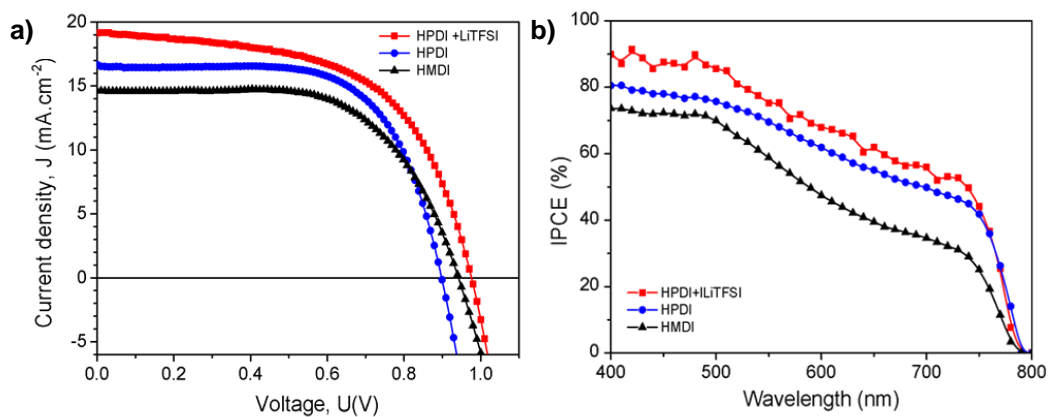 a)
Current density, J (mA.cm⁻²)
20
15
10
5
0
-5
0.0 0.2 0.4 0.6 0.8 1.0
Voltage, U(V)
HPDI +LiTFSI
HPDI
HMDI
b)
IPCE (%)
100
80
60
40
20
0
400 500 600 700 800
Wavelength (nm)
HPDI+ILiTFSI
HPDI
HMDI